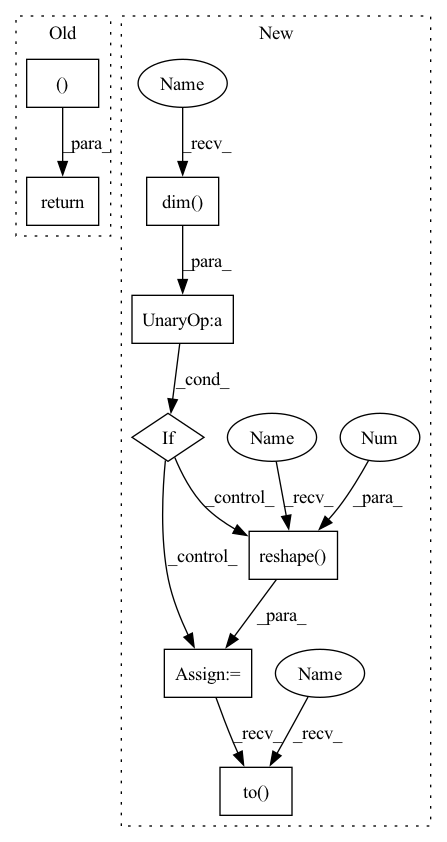 Old
New
()
Name
_para_
_recv_
return
dim()
_para_
UnaryOp:a
_cond_
If
Name
Num
_control_
_recv_
_para_
_control_
reshape()
_para_
Assign:=
Name
_recv_
_recv_
to()